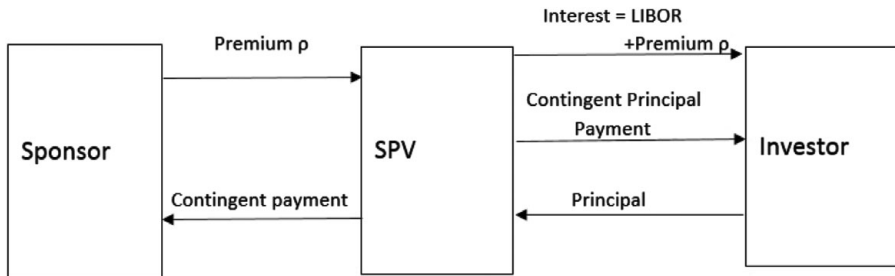 Interest = LIBOR
Premium ρ
+Premium ρ
Contingent Principal
Payment
Sponsor
SPV
Investor
Contingent payment
Principal